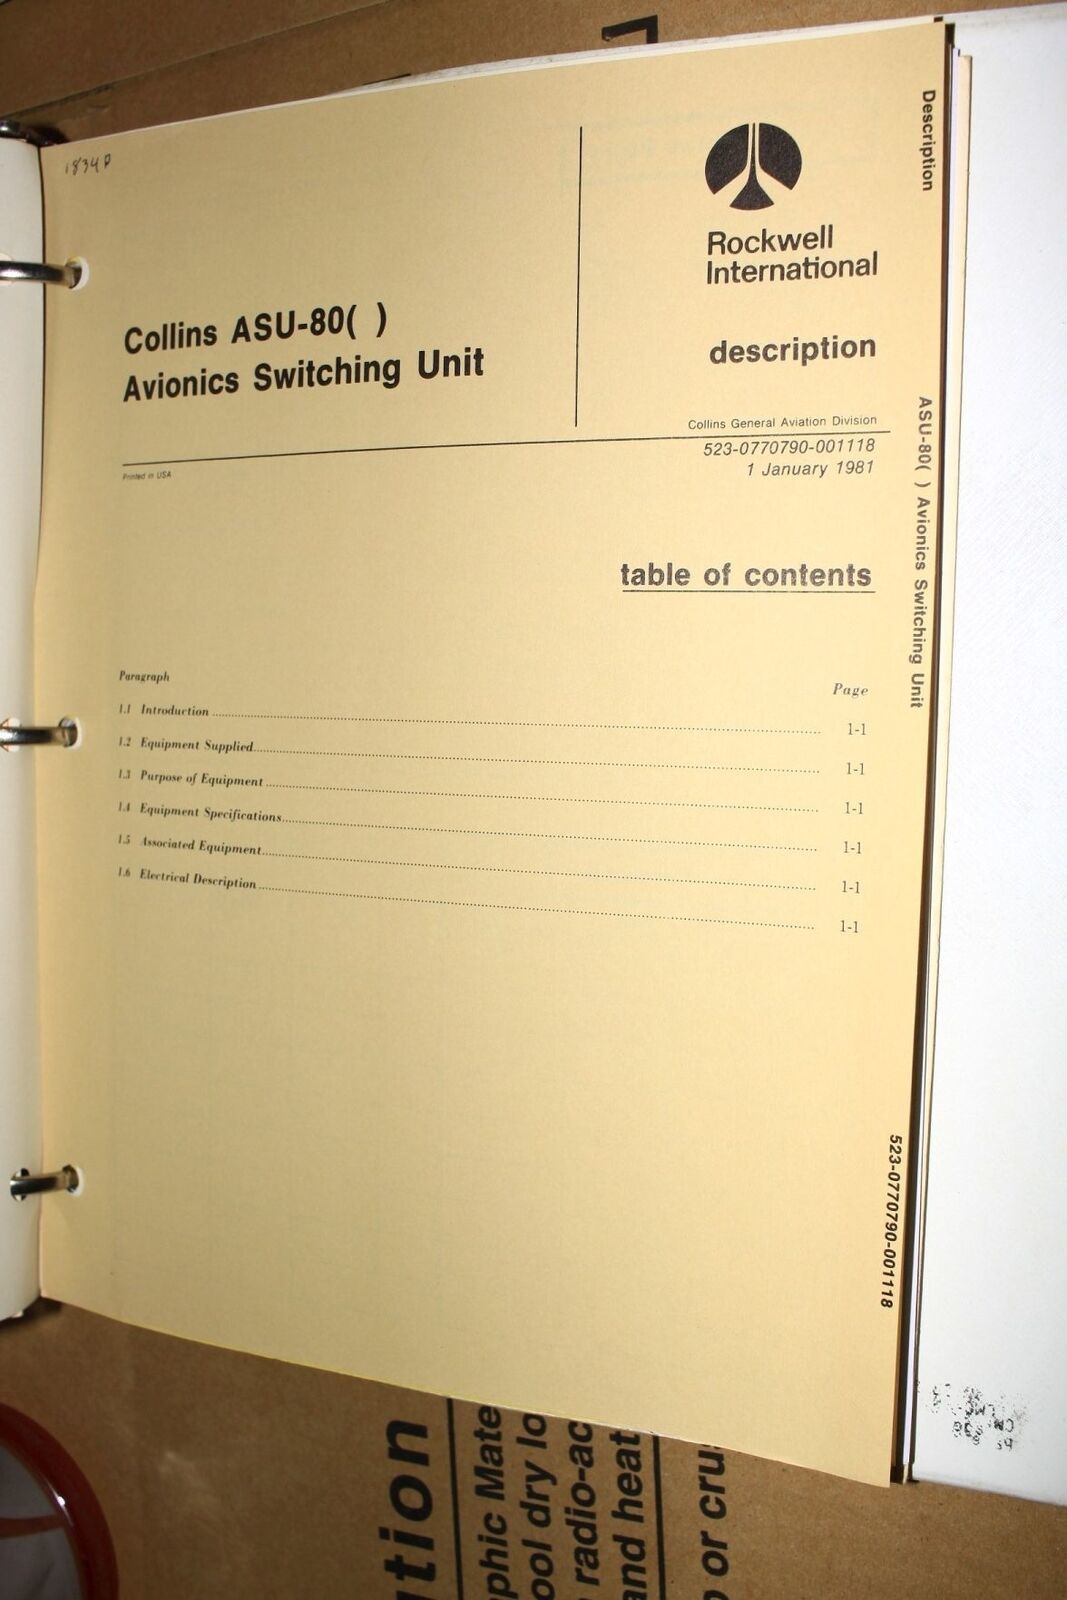 1834P
Collins ASU-80( )
Avionics Switching Unit
Rockwell
International
description
Collins General Aviation Division
523-0770790-001118
1 January 1981
Printed in USA
table of contents
Paragraph
Page
1.1 Introduction ........ 1-1
1.2 Equipment Supplied ........ 1-1
1.3 Purpose of Equipment ........ 1-1
1.4 Equipment Specifications ........ 1-1
1.5 Associated Equipment ........ 1-1
1.6 Electrical Description ........ 1-1
Description
ASU-80( ) Avionics Switching Unit
523-0770790-001118
ution
phic Mate
ool dry lo
radio-ac
and heat
or cru